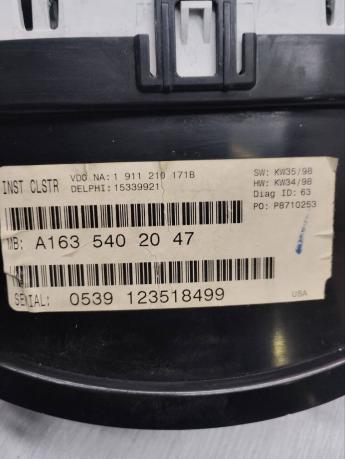 INST CLSTR VDO NA: 1 911 210 171B
DELPHI: 15339921
SW: KW35/98
HW: KW34/98
Diag ID: 63
PO: P8710253
MB: A163 540 20 47
SERIAL: 0539 123518499
USA